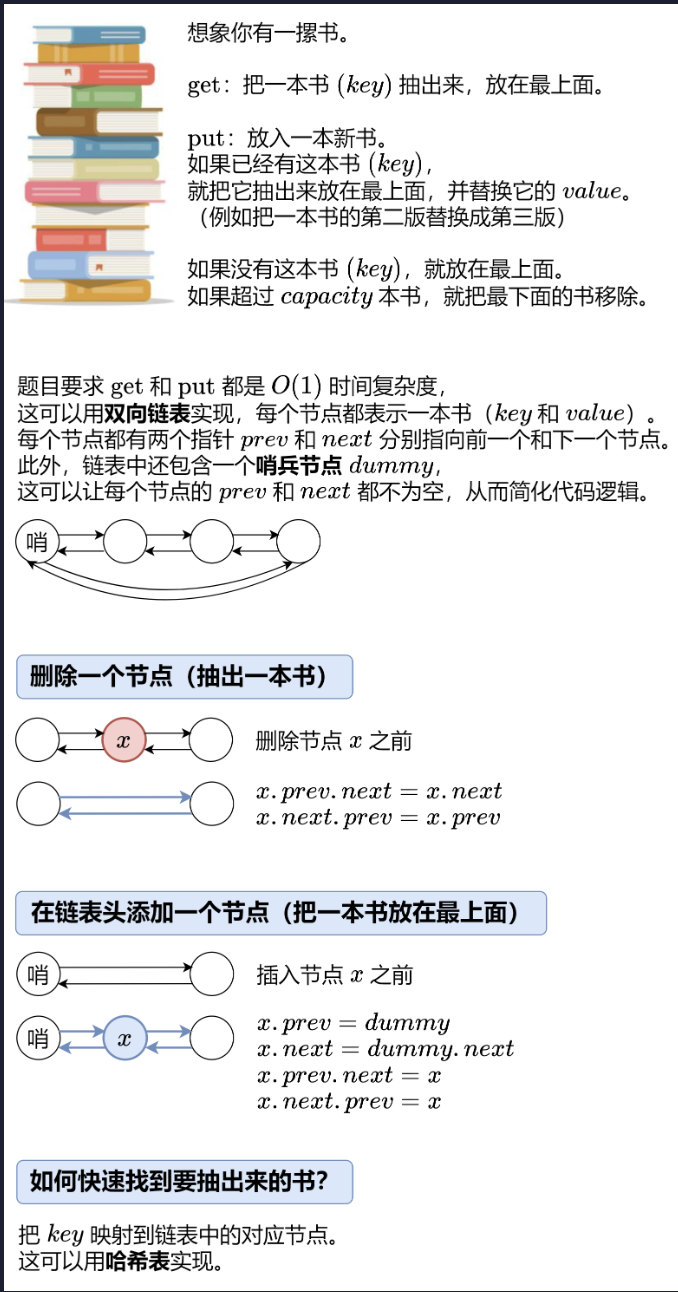 想象你有一摞书。
get：把一本书 (key) 抽出来，放在最上面。
put：放入一本新书。
如果已经有这本书 (key)，
就把它抽出来放在最上面，并替换它的 value。
（例如把一本书的第二版替换成第三版）
如果没有这本书 (key)，就放在最上面。
如果超过 capacity 本书，就把最下面的书移除。
题目要求 get 和 put 都是 O(1) 时间复杂度，
这可以用双向链表实现，每个节点都表示一本书（key 和 value）。
每个节点都有两个指针 prev 和 next 分别指向前一个和下一个节点。
此外，链表中还包含一个哨兵节点 dummy，
这可以让每个节点的 prev 和 next 都不为空，从而简化代码逻辑。
哨
删除一个节点（抽出一本书）
x
删除节点 x 之前
x.prev.next = x.next
x.next.prev = x.prev
在链表头添加一个节点（把一本书放在最上面）
哨
插入节点 x 之前
哨
x
x.prev = dummy
x.next = dummy.next
x.prev.next = x
x.next.prev = x
如何快速找到要抽出来的书？
把 key 映射到链表中的对应节点。
这可以用哈希表实现。